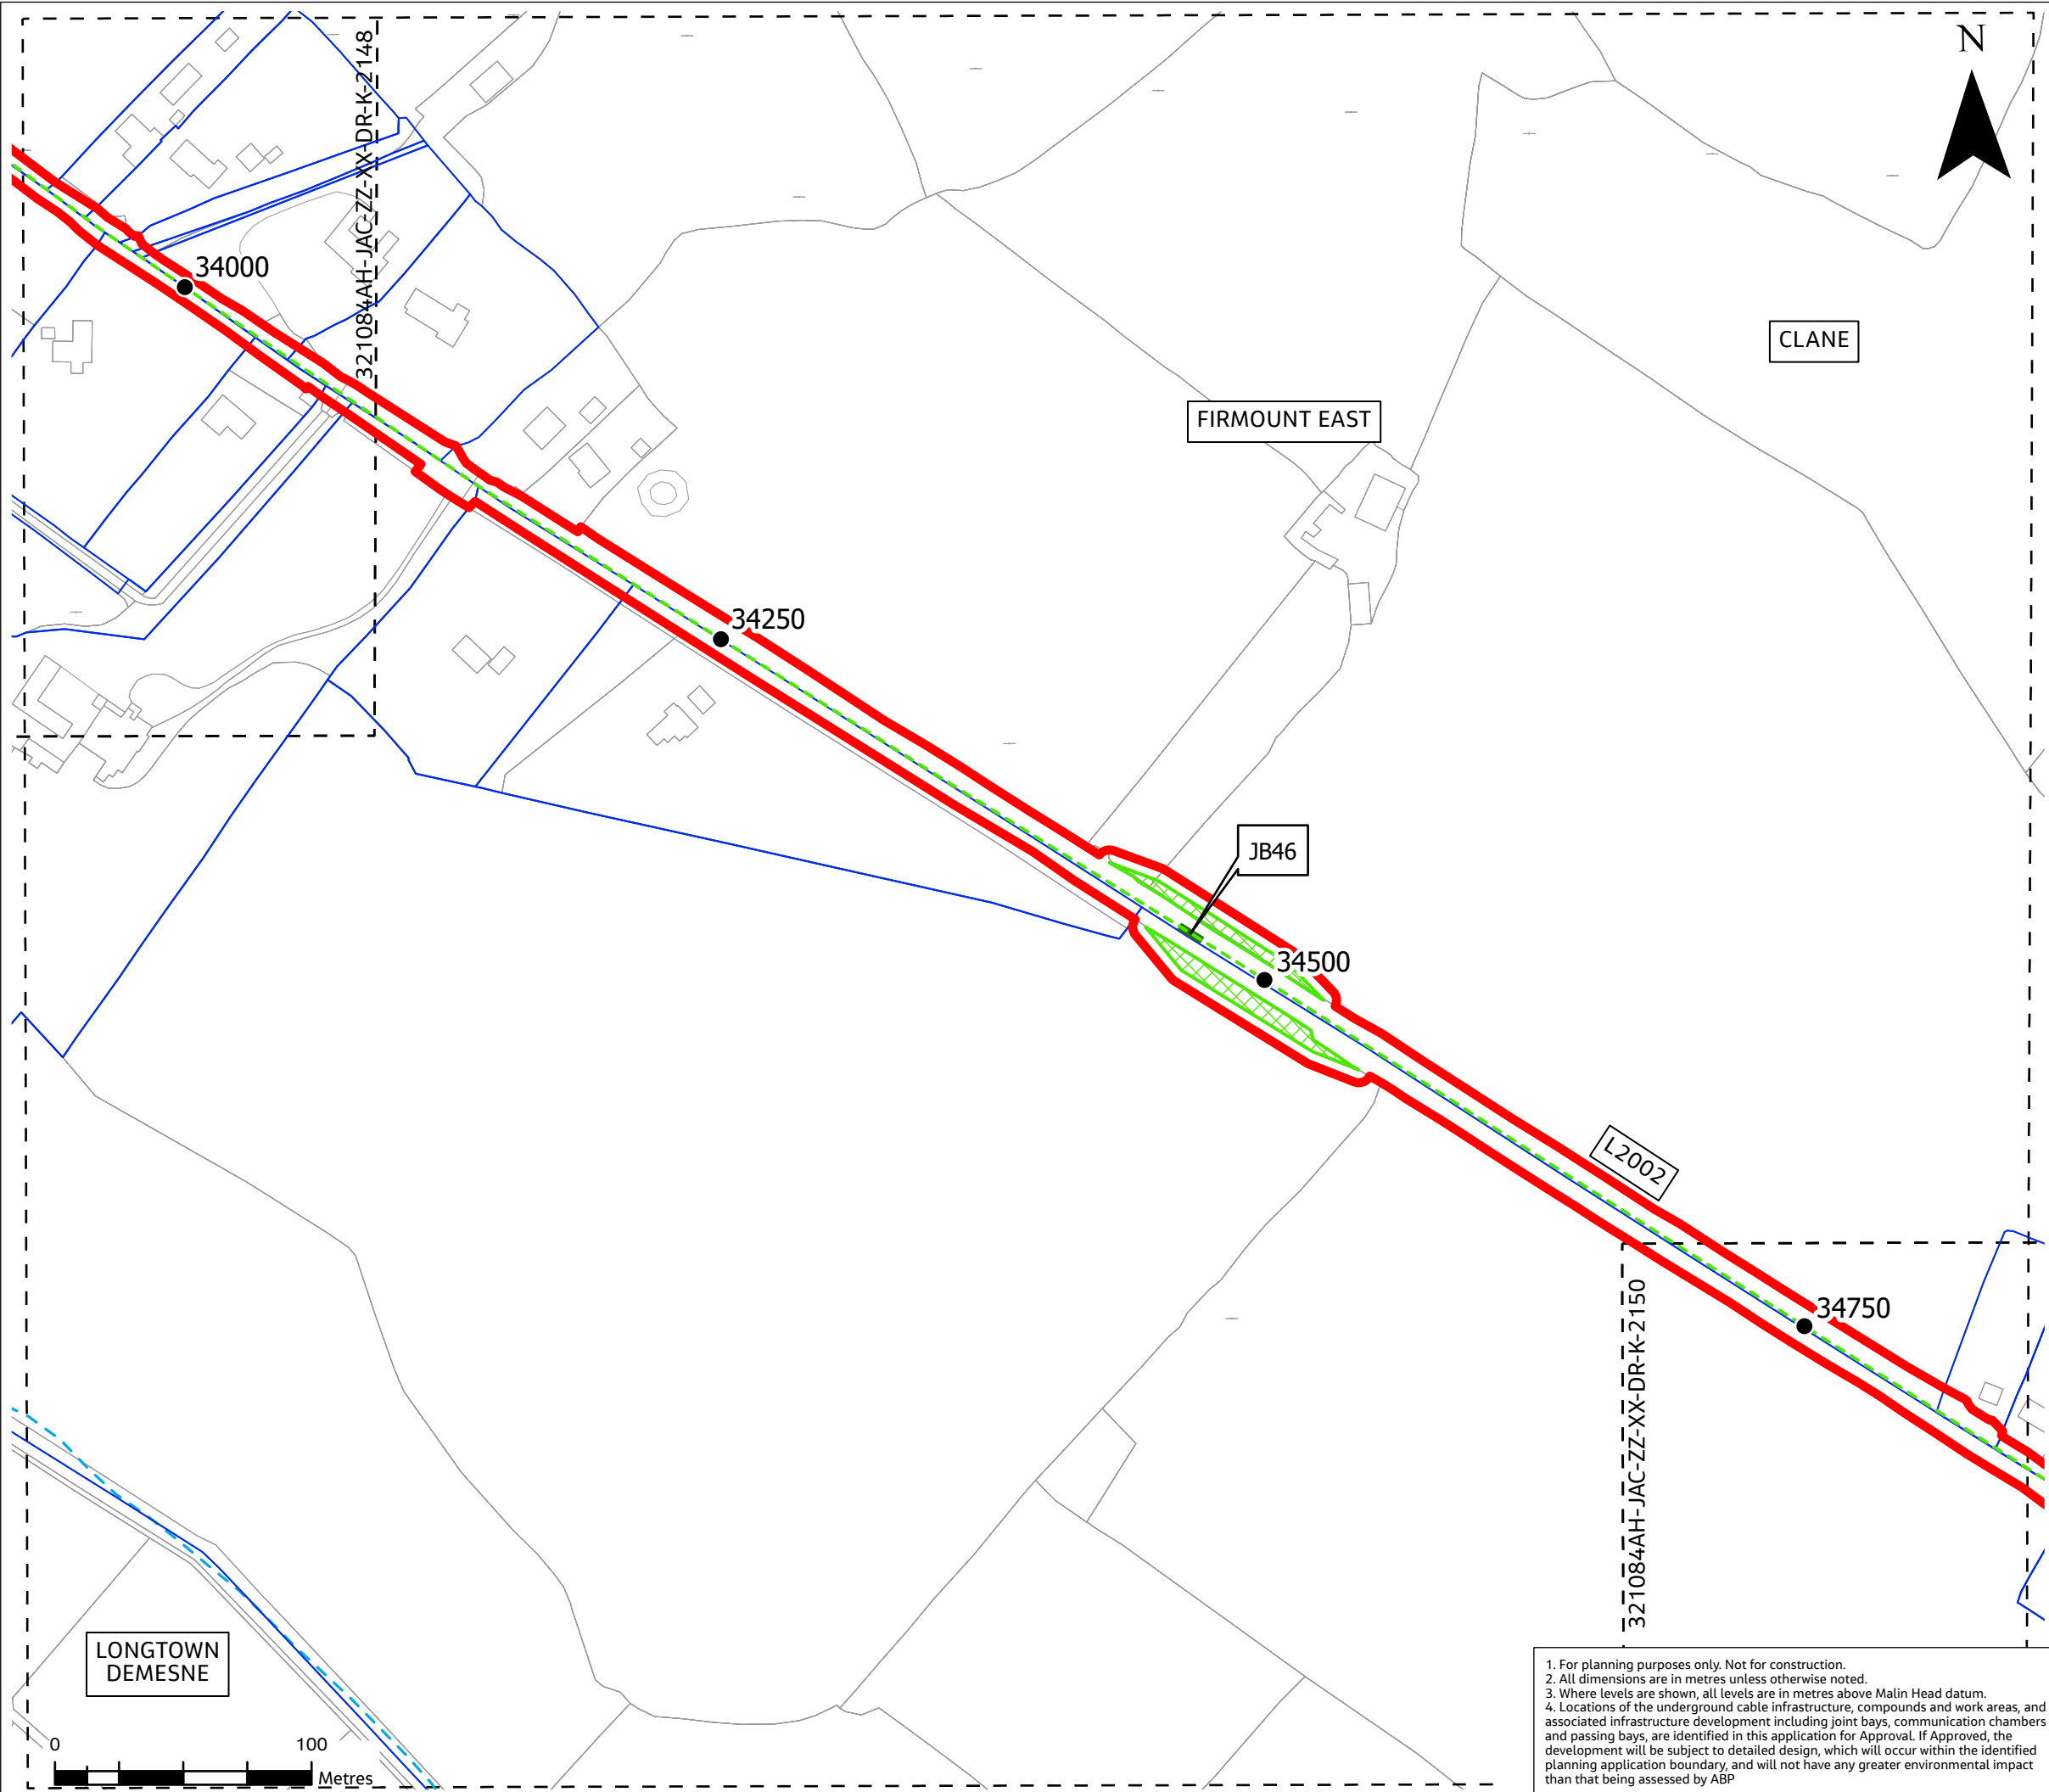 N
321084AH-JAC-ZZ-XX-DR-K-2148
34000
CLANE
FIRMOUNT EAST
34250
JB46
34500
L2002
34750
321084AH-JAC-ZZ-XX-DR-K-2150
LONGTOWN
DEMESNE
0 100
Metres
1. For planning purposes only. Not for construction.
2. All dimensions are in metres unless otherwise noted.
3. Where levels are shown, all levels are in metres above Malin Head datum.
4. Locations of the underground cable infrastructure, compounds and work areas, and
associated infrastructure development including joint bays, communication chambers
and passing bays, are identified in this application for Approval. If Approved, the
development will be subject to detailed design, which will occur within the identified
planning application boundary, and will not have any greater environmental impact
than that being assessed by ABP